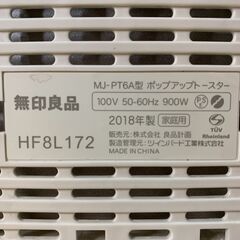 MJ-PT6A型 ポップアップトースター
100V 50-60Hz 900W
無印良品
2018年製 家庭用
HF8L172
販売元:株式会社 良品計画
製造元:ツインバード工業株式会社
MADE IN CHINA
PS
E
TÜV
Rheinland